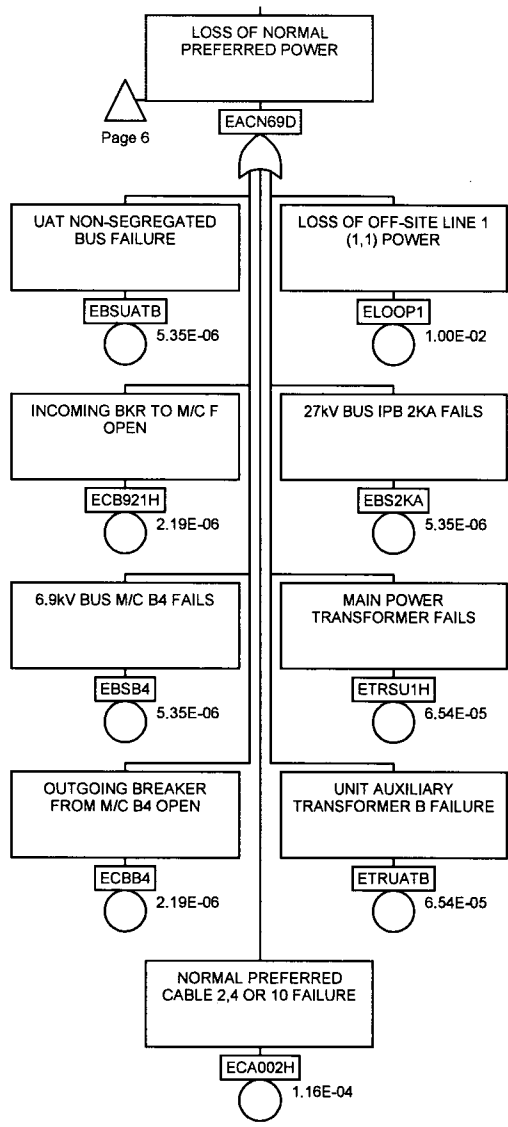 LOSS OF NORMAL
PREFERRED POWER
Page 6
EACN69D
UAT NON-SEGREGATED
BUS FAILURE
EBSUATB
5.35E-06
LOSS OF OFF-SITE LINE 1
(1,1) POWER
ELOOP1
1.00E-02
INCOMING BKR TO M/C F
OPEN
ECB921H
2.19E-06
27kV BUS IPB 2KA FAILS
EBS2KA
5.35E-06
6.9kV BUS M/C B4 FAILS
EBSB4
5.35E-06
MAIN POWER
TRANSFORMER FAILS
ETRSU1H
6.54E-05
OUTGOING BREAKER
FROM M/C B4 OPEN
ECBB4
2.19E-06
UNIT AUXILIARY
TRANSFORMER B FAILURE
ETRUATB
6.54E-05
NORMAL PREFERRED
CABLE 2,4 OR 10 FAILURE
ECA002H
1.16E-04